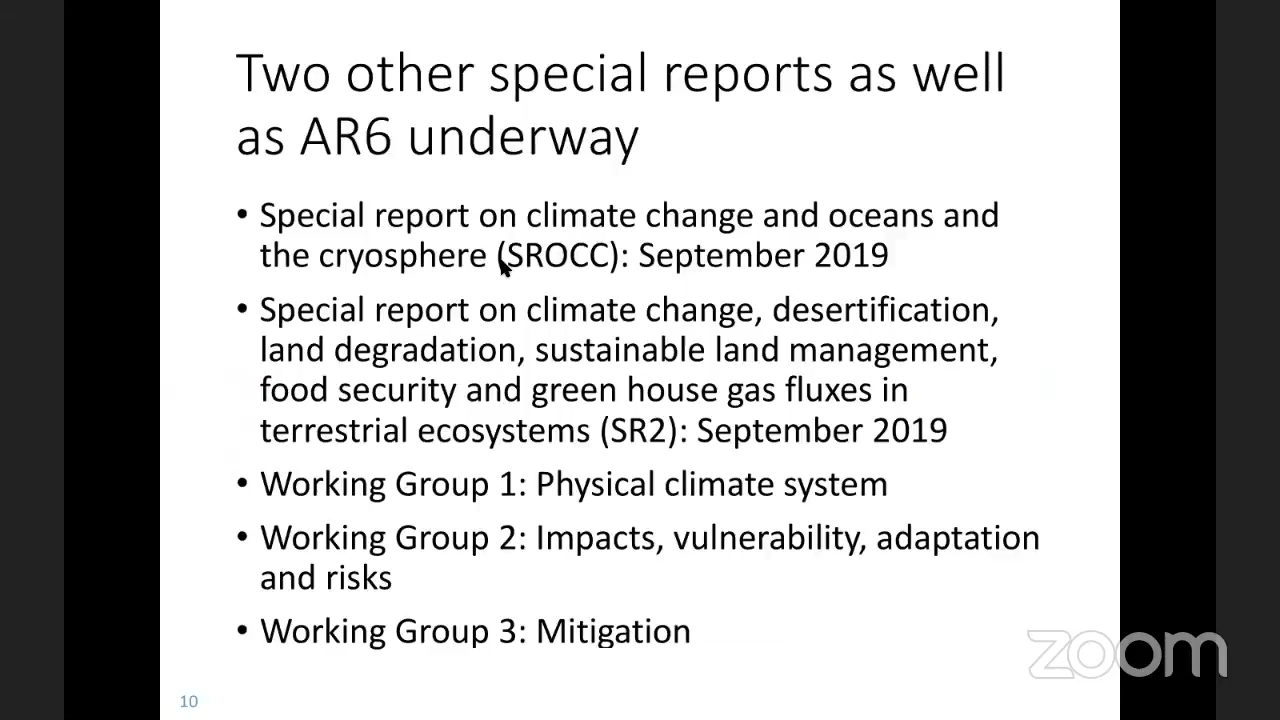 Two other special reports as well
as AR6 underway
• Special report on climate change and oceans and
the cryosphere (SROCC): September 2019
• Special report on climate change, desertification,
land degradation, sustainable land management,
food security and green house gas fluxes in
terrestrial ecosystems (SR2): September 2019
• Working Group 1: Physical climate system
• Working Group 2: Impacts, vulnerability, adaptation
and risks
• Working Group 3: Mitigation
zoom
10